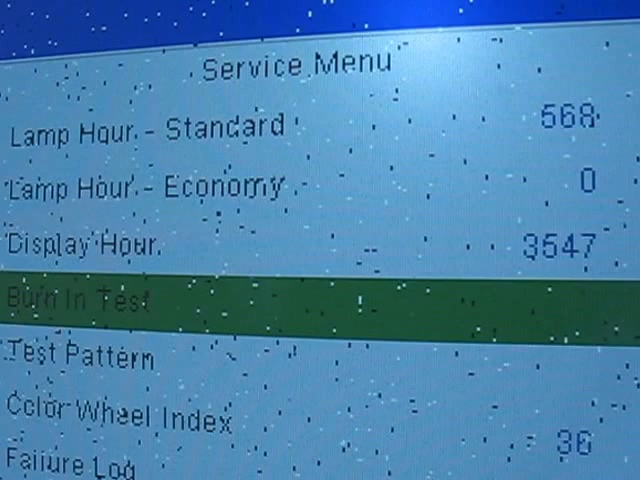 Service Menu
Lamp Hour - Standard 568
Lamp Hour - Economy 0
Display Hour 3547
Burn In Test
Test Pattern
Color Wheel Index 36
Failure Log